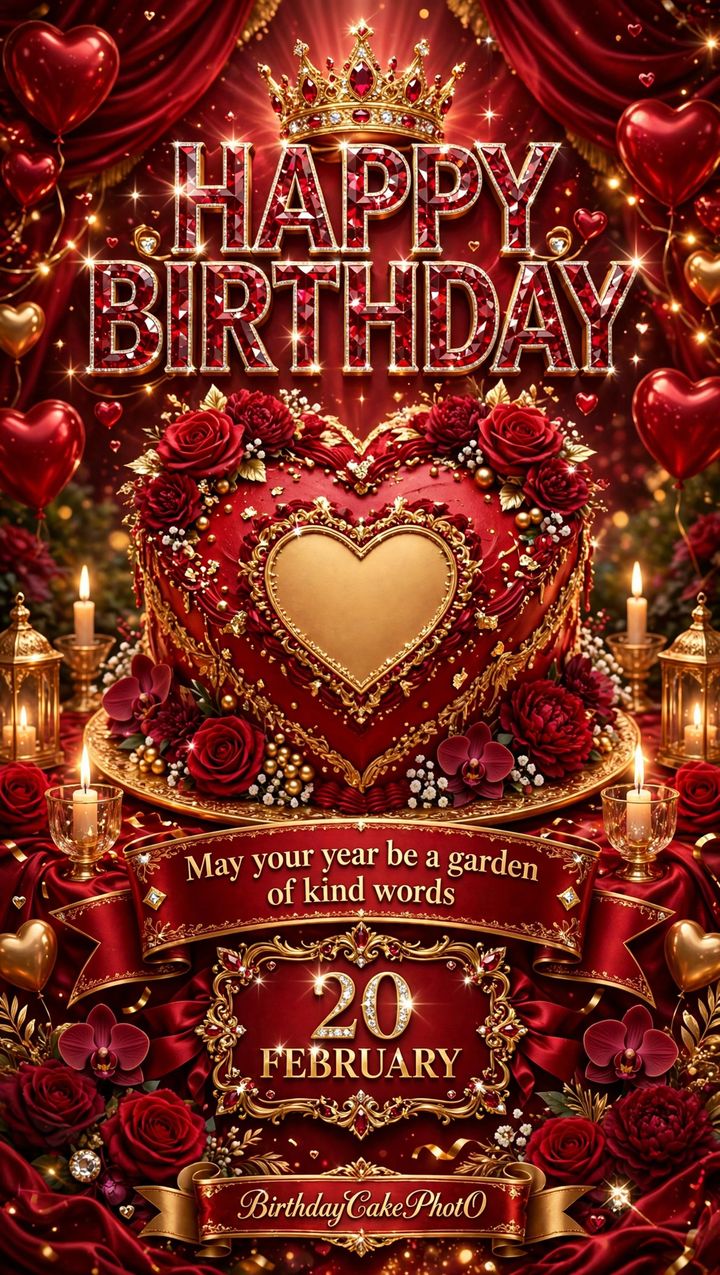 HAPPY
BIRTHDAY
May your year be a garden
of kind words
20
FEBRUARY
BirthdayCakePhotO